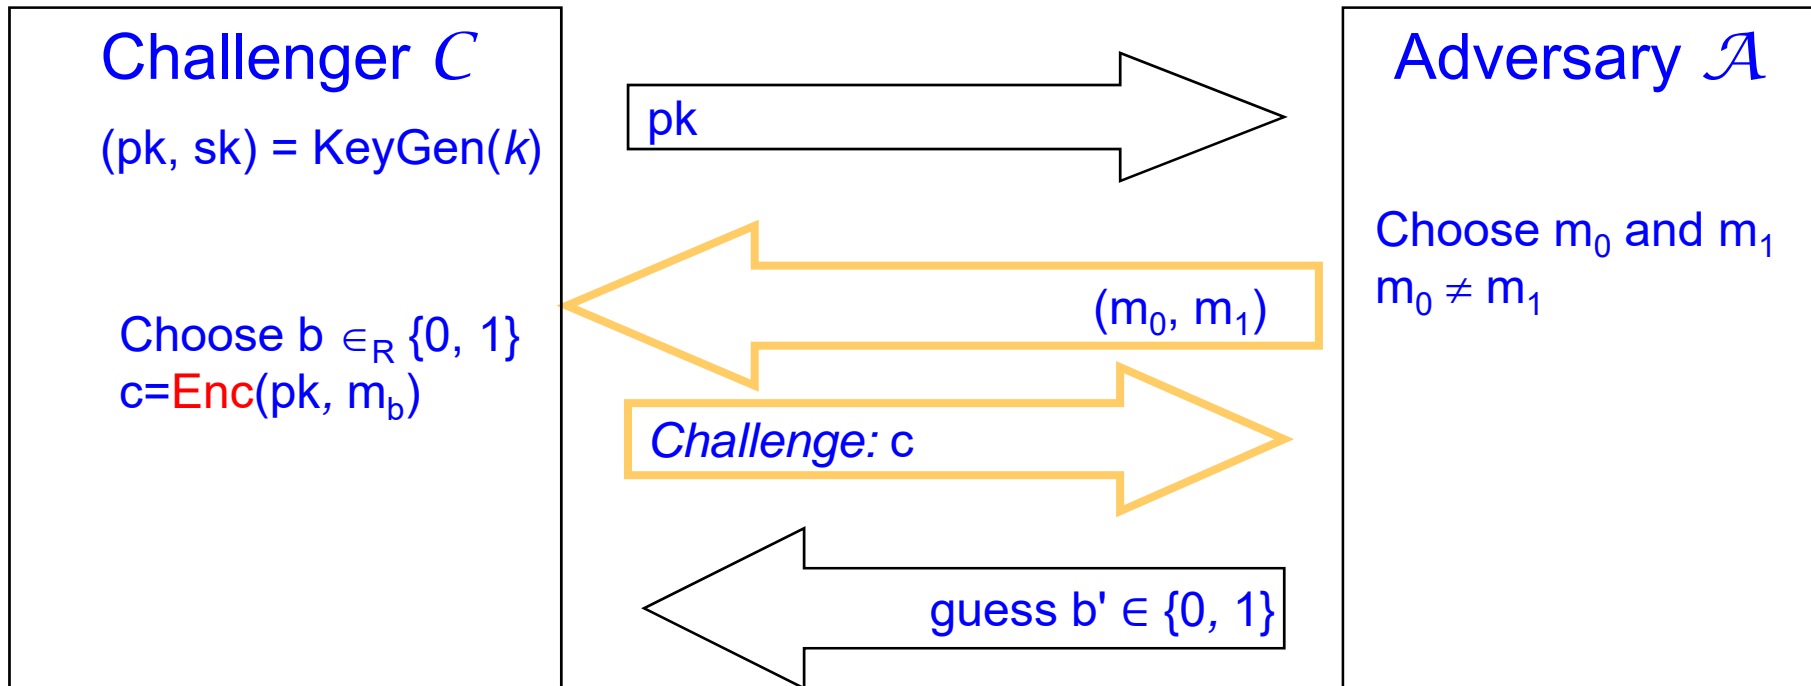 Challenger C
(pk, sk) = KeyGen(k)
Choose b ∈R {0, 1}
c=Enc(pk, mb)
pk
(m0, m1)
Challenge: c
guess b' ∈ {0, 1}
Adversary A
Choose m0 and m1
m0 ≠ m1